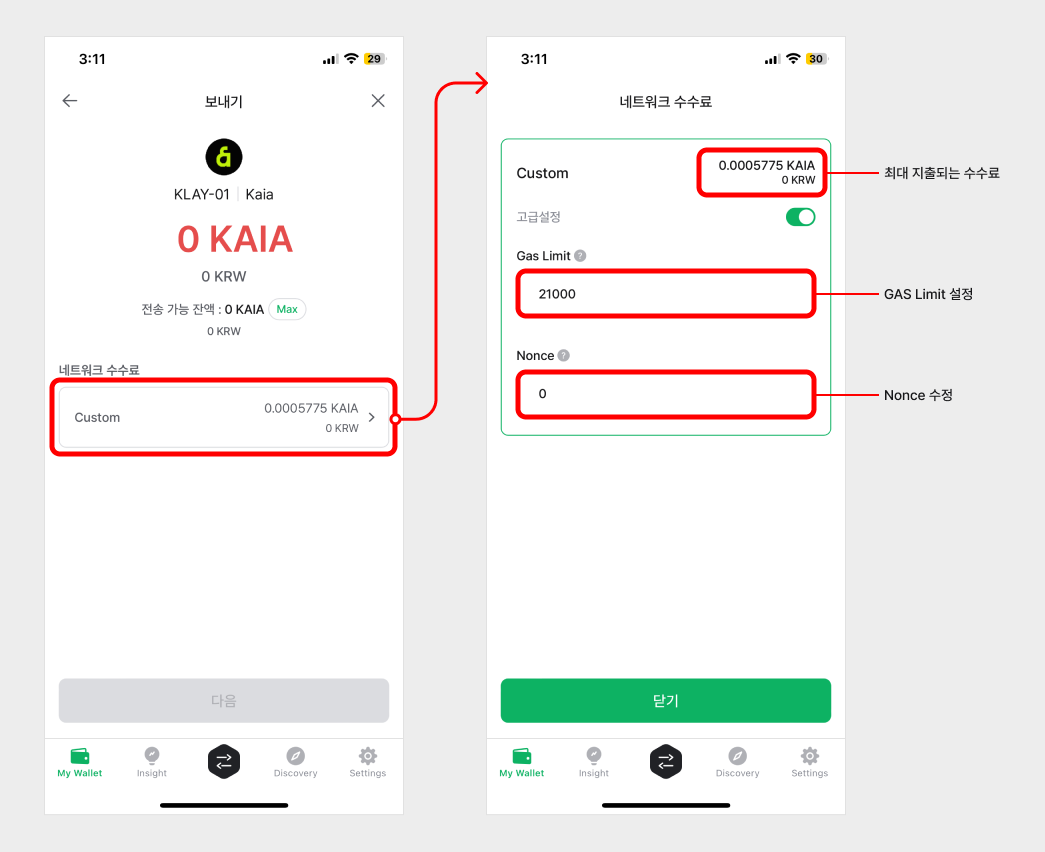 3:11
29
보내기
KLAY-01 Kaia
0 KAIA
0 KRW
전송 가능 잔액 : 0 KAIA Max
0 KRW
네트워크 수수료
Custom
0.0005775 KAIA
0 KRW
다음
My Wallet
Insight
Discovery
Settings
3:11
30
네트워크 수수료
Custom
0.0005775 KAIA
0 KRW
최대 지출되는 수수료
고급설정
Gas Limit ?
21000
GAS Limit 설정
Nonce ?
0
Nonce 수정
닫기
My Wallet
Insight
Discovery
Settings